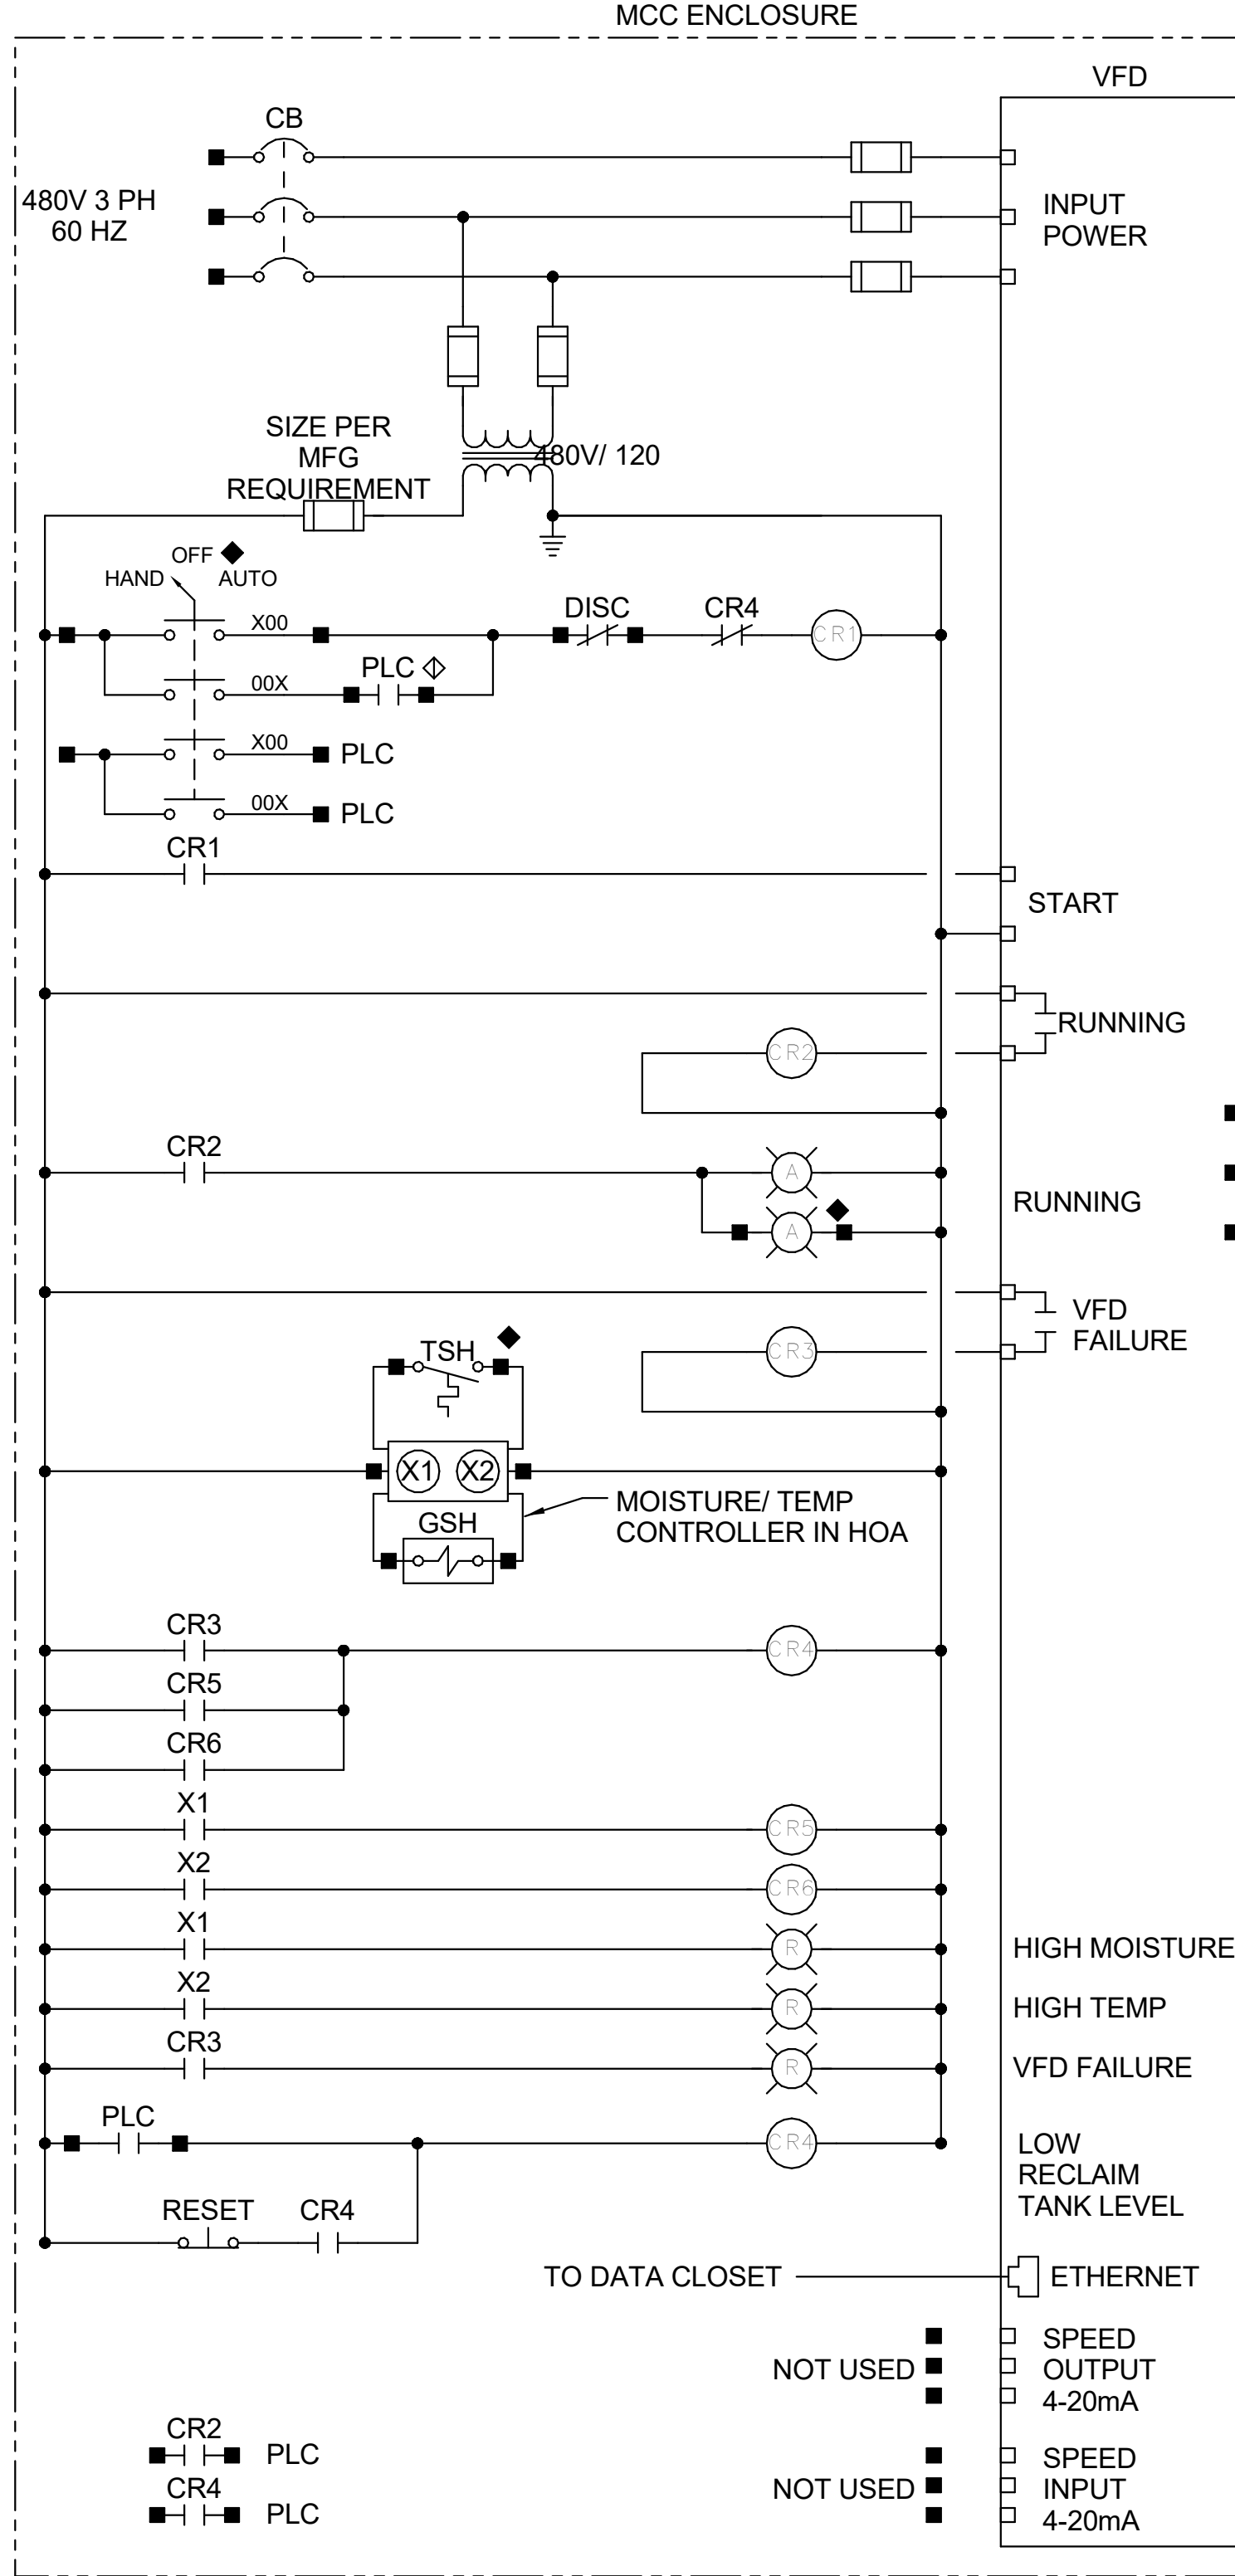 MCC ENCLOSURE
VFD
CB
480V 3 PH
60 HZ
INPUT
POWER
SIZE PER
MFG
REQUIREMENT
480V/ 120
OFF
HAND
AUTO
X00
DISC
CR4
CR1
00X
PLC
X00
PLC
00X
PLC
CR1
START
RUNNING
CR2
CR2
A
RUNNING
A
VFD
FAILURE
CR3
TSH
X1
X2
MOISTURE/ TEMP
CONTROLLER IN HOA
GSH
CR3
CR4
CR5
CR6
X1
CR5
X2
CR6
X1
R
HIGH MOISTURE
X2
R
HIGH TEMP
CR3
R
VFD FAILURE
PLC
CR4
LOW
RECLAIM
TANK LEVEL
RESET
CR4
TO DATA CLOSET
ETHERNET
NOT USED
SPEED
OUTPUT
4-20mA
CR2
PLC
CR4
PLC
NOT USED
SPEED
INPUT
4-20mA